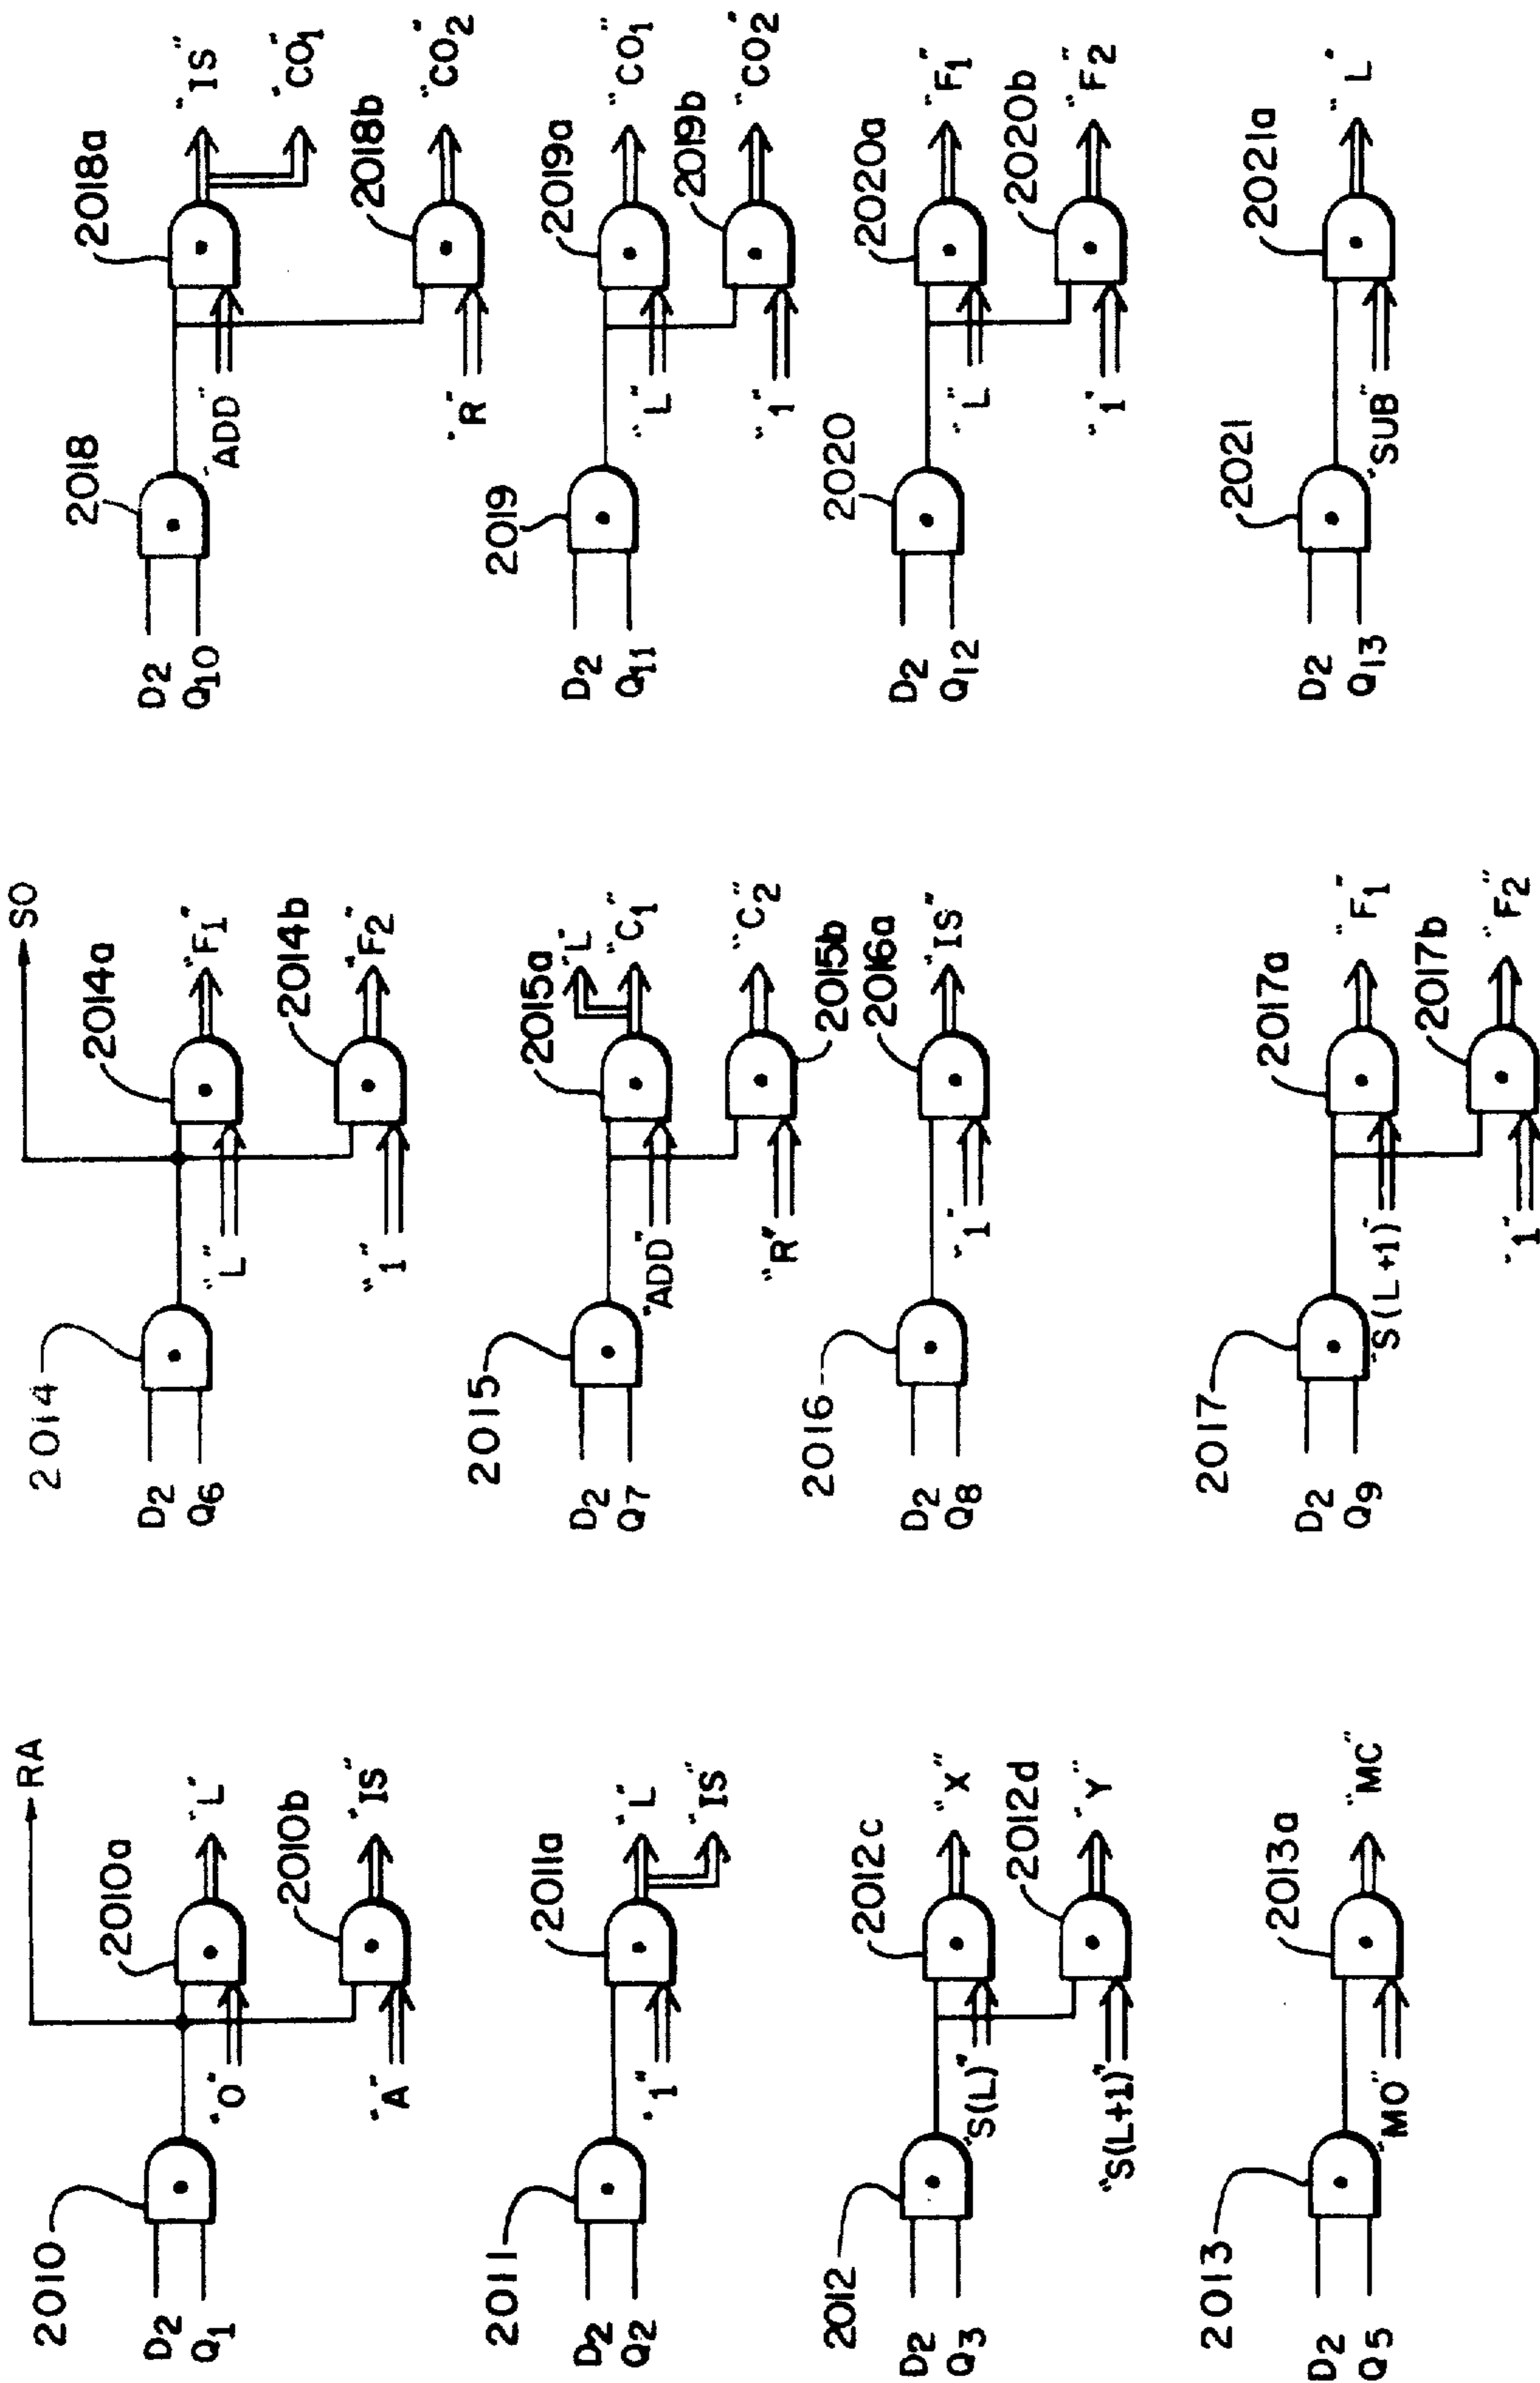 RA
2010
2010a
"L"
D2
Q1
"O"
2010b
"IS"
"A"
2011
2011a
"L"
D2
Q2
"1"
"IS"
2012
2012c
"X"
D2
Q3
"S(L)"
2012d
"Y"
"S(L+1)"
2013
2013a
"MC"
D2
Q5
"MO"
SO
2014
2014a
"F1"
D2
Q6
"L"
2014b
"F2"
"1"
2015
2015a
"L"
"C1"
D2
Q7
"ADD"
"C2"
2015b
"R"
2016
2016a
"IS"
D2
Q8
"1"
2017
2017a
"F1"
D2
Q9
"S(L+1)"
2017b
"F2"
"1"
2018
2018a
"IS"
D2
Q10
"ADD"
"CO1"
2018b
"CO2"
"R"
2019
2019a
"CO1"
D2
Q11
"L"
2019b
"CO2"
"1"
2020
2020a
"F1"
D2
Q12
"L"
2020b
"F2"
"1"
2021
2021a
"L"
D2
Q13
"SUB"